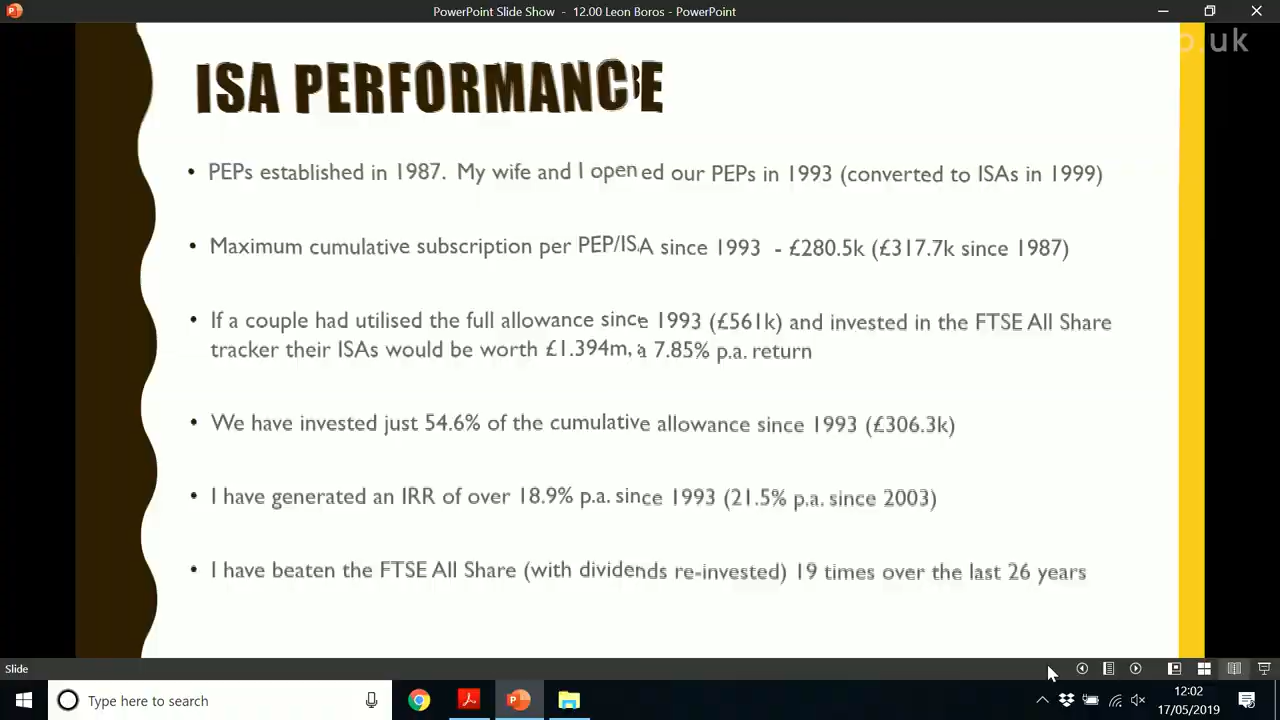 PowerPoint Slide Show - 12.00 Leon Boros - PowerPoint
o.uk
ISA PERFORMANCE
• PEPs established in 1987. My wife and I opened our PEPs in 1993 (converted to ISAs in 1999)
• Maximum cumulative subscription per PEP/ISA since 1993 - £280.5k (£317.7k since 1987)
• If a couple had utilised the full allowance since 1993 (£561k) and invested in the FTSE All Share
tracker their ISAs would be worth £1.394m, a 7.85% p.a. return
• We have invested just 54.6% of the cumulative allowance since 1993 (£306.3k)
• I have generated an IRR of over 18.9% p.a. since 1993 (21.5% p.a. since 2003)
• I have beaten the FTSE All Share (with dividends re-invested) 19 times over the last 26 years
Slide
Type here to search
12:02
17/05/2019